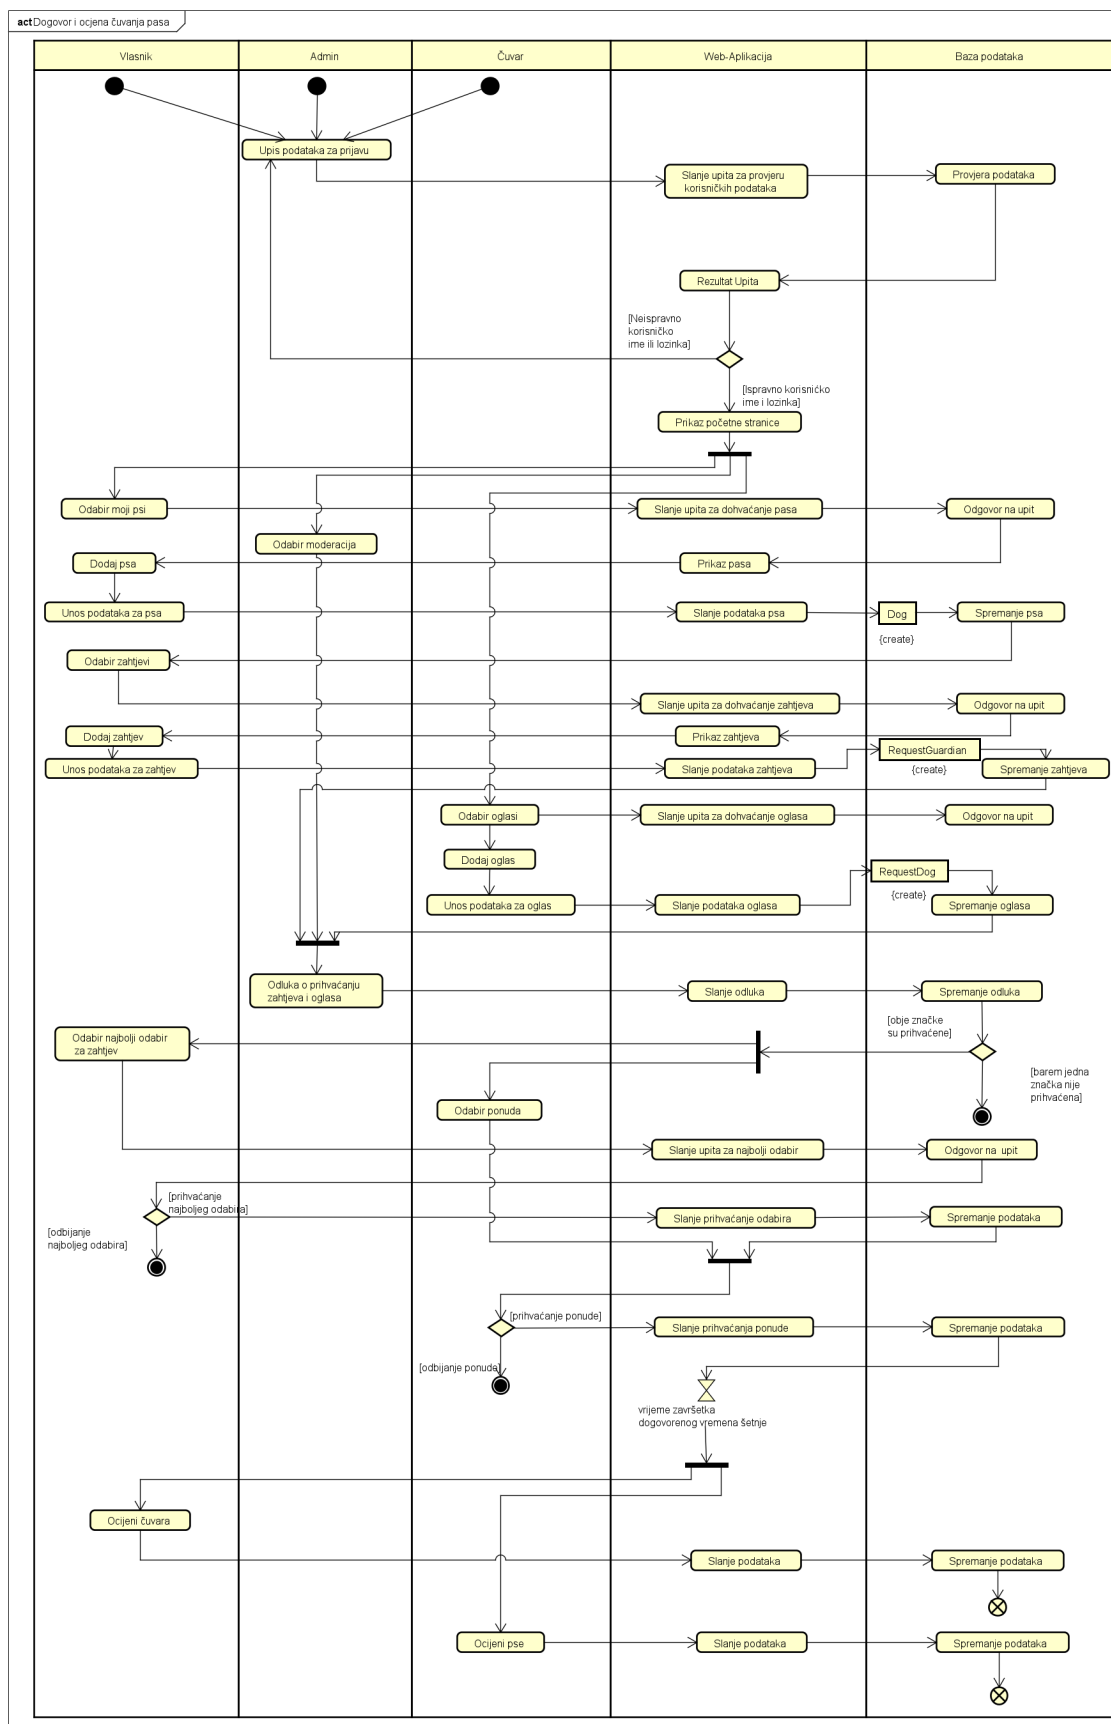 act Dogovor i ocjena čuvanja pasa
Vlasnik
Admin
Čuvar
Web-Aplikacija
Baza podataka
Upis podataka za prijavu
Slanje upita za provjeru
korisničkih podataka
Provjera podataka
Rezultat Upita
[Neispravno
korisničko
ime ili lozinka]
[Ispravno korisnićko
ime i lozinka]
Prikaz početne stranice
Odabir moji psi
Slanje upita za dohvaćanje pasa
Odgovor na upit
Odabir moderacija
Dodaj psa
Prikaz pasa
Unos podataka za psa
Slanje podataka psa
Dog
Spremanje psa
{create}
Odabir zahtjevi
Slanje upita za dohvaćanje zahtjeva
Odgovor na upit
Dodaj zahtjev
Prikaz zahtjeva
RequestGuardian
{create}
Unos podataka za zahtjev
Slanje podataka zahtjeva
Spremanje zahtjeva
Odabir oglasi
Slanje upita za dohvaćanje oglasa
Odgovor na upit
Dodaj oglas
RequestDog
{create}
Unos podataka za oglas
Slanje podataka oglasa
Spremanje oglasa
Odluka o prihvaćanju
zahtjeva i oglasa
Slanje odluka
Spremanje odluka
[obje značke
su prihvaćene]
Odabir najbolji odabir
za zahtjev
[barem jedna
značka nije
prihvaćena]
Odabir ponuda
Slanje upita za najbolji odabir
Odgovor na upit
[prihvaćanje
najboljeg odabira]
[odbijanje
najboljeg odabira]
Slanje prihvaćanje odabira
Spremanje podataka
[prihvaćanje ponude]
Slanje prihvaćanja ponude
Spremanje podataka
[odbijanje ponude]
vrijeme završetka
dogovorenog vremena šetnje
Ocijeni čuvara
Slanje podataka
Spremanje podataka
Ocijeni pse
Slanje podataka
Spremanje podataka